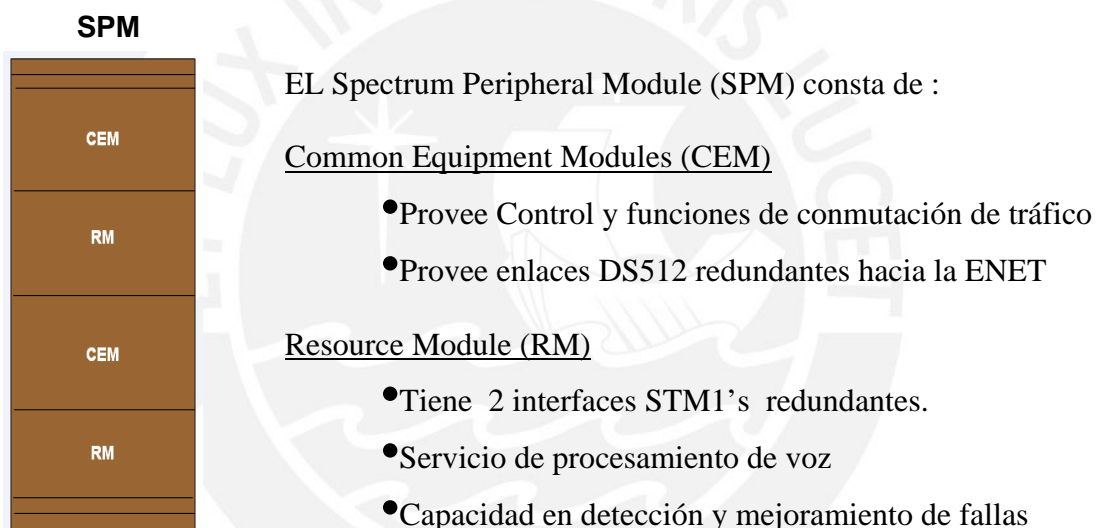 SPM
CEM
RM
CEM
RM
EL Spectrum Peripheral Module (SPM) consta de :
Common Equipment Modules (CEM)
•Provee Control y funciones de conmutación de tráfico
•Provee enlaces DS512 redundantes hacia la ENET
Resource Module (RM)
•Tiene 2 interfaces STM1's redundantes.
•Servicio de procesamiento de voz
•Capacidad en detección y mejoramiento de fallas